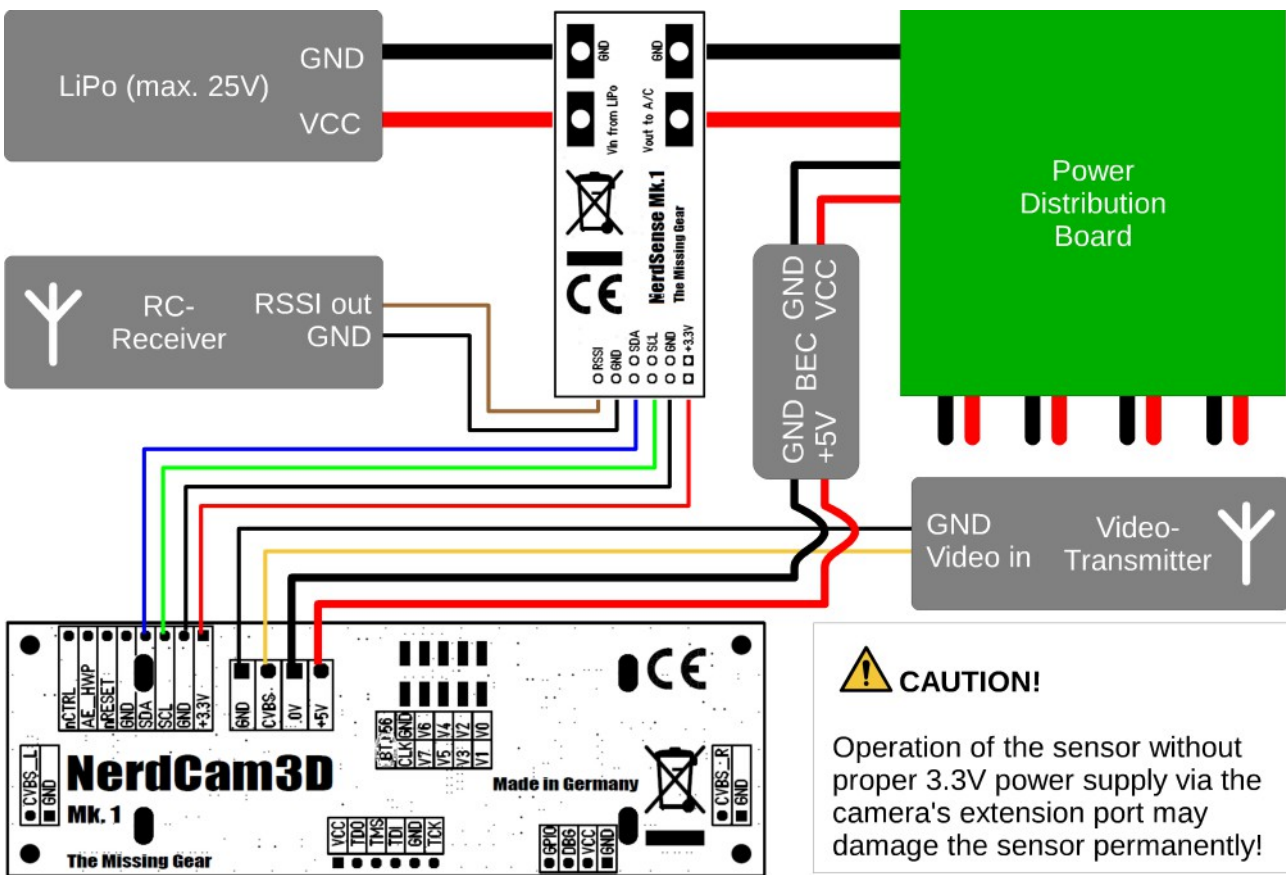 LiPo (max. 25V)
GND
VCC
GND
Vin from LiPo
GND
Vout to A/C
NerdSense Mk.1
The Missing Gear
CE
RSSI
GND
SDA
SCL
GND
+3.3V
Power
Distribution
Board
RC-
Receiver
RSSI out
GND
GND
VCC
BEC
GND
+5V
GND
Video in
Video-
Transmitter
nCTRL
AE_HWP
nRESET
GND
SDA
SCL
GND
+3.3V
GND
CVBS
0V
+5V
CLK
GND
V7
V6
V5
V4
V3
V2
V1
V0
CE
CVBS_L
GND
NerdCam3D
Mk. 1
The Missing Gear
Made in Germany
CVBS_R
GND
VCC
TDO
TMS
TDI
GND
TCK
GPIO
DBG
VCC
GND
CAUTION!
Operation of the sensor without
proper 3.3V power supply via the
camera's extension port may
damage the sensor permanently!